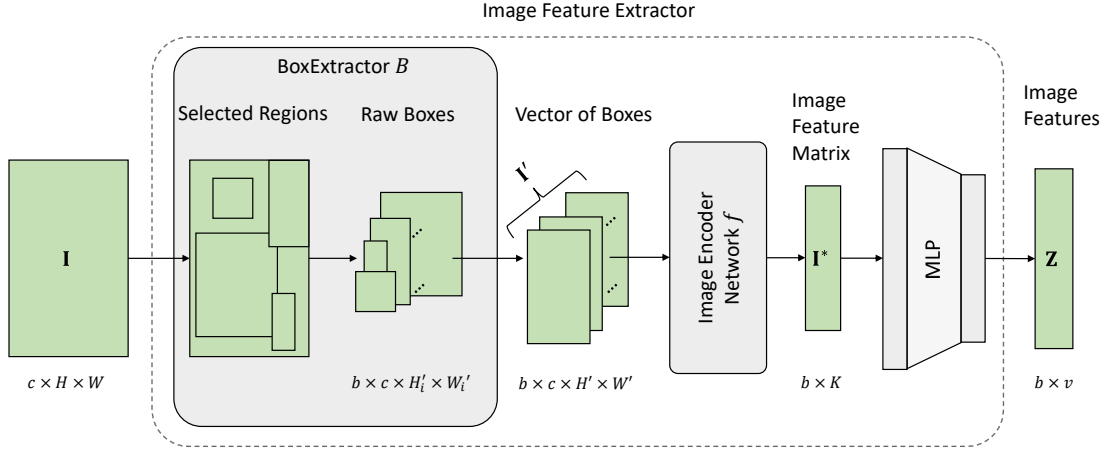 Image Feature Extractor
BoxExtractor B
Selected Regions
Raw Boxes
Vector of Boxes
Image
Feature
Matrix
Image
Features
I
I′
Image Encoder
Network f
I*
MLP
Z
c × H × W
b × c × H′ᵢ × Wᵢ′
b × c × H′ × W′
b × K
b × v